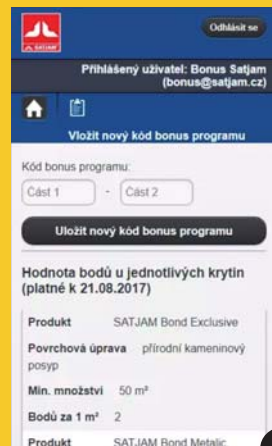 SATJAM
Odhlásit se
Přihlášený uživatel: Bonus Satjam
(bonus@satjam.cz)
Vložit nový kód bonus programu
Kód bonus programu:
Část 1 - Část 2
Uložit nový kód bonus programu
Hodnota bodů u jednotlivých krytin
(platné k 21.08.2017)
Produkt SATJAM Bond Exclusive
Povrchová úprava přírodní kameninový
posyp
Min. množství 50 m²
Bodů za 1 m² 2
Produkt SATJAM Bond Metalic